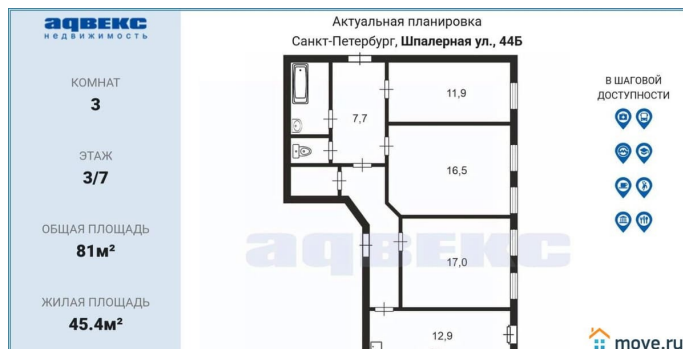 адвекс
недвижимость
КОМНАТ
3
ЭТАЖ
3/7
ОБЩАЯ ПЛОЩАДЬ
81м²
ЖИЛАЯ ПЛОЩАДЬ
45.4м²
Актуальная планировка
Санкт-Петербург, Шпалерная ул., 44Б
11,9
7,7
16,5
адвекс
17,0
12,9
В ШАГОВОЙ
ДОСТУПНОСТИ
move.ru